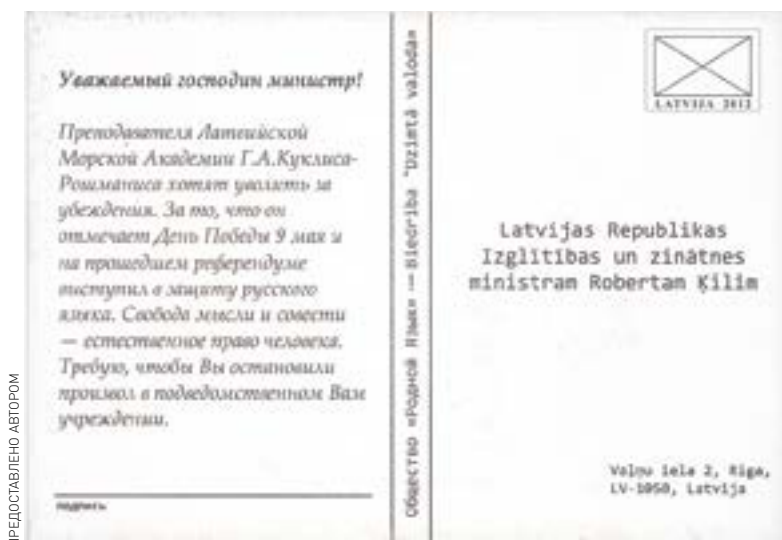 Уважаемый господин министр!
Преподавателя Латвийской
Морской Академии Г.А.Куклиса-
Рошманиса хотят уволить за
убеждения. За то, что он
отмечает День Победы 9 мая и
на прошедшем референдуме
выступил в защиту русского
языка. Свобода мысли и совести
— естественное право человека.
Требую, чтобы Вы остановили
произвол в подведомственном Вам
учреждении.
подпись
Общество «Родной Язык» — Biedrība "Dzimtā valoda"
LATVIJA 2012
Latvijas Republikas
Izglītības un zinātnes
ministram Robertam Ķīlim
Vaļņu iela 2, Rīga,
LV-1050, Latvija
ПРЕДОСТАВЛЕНО АВТОРОМ